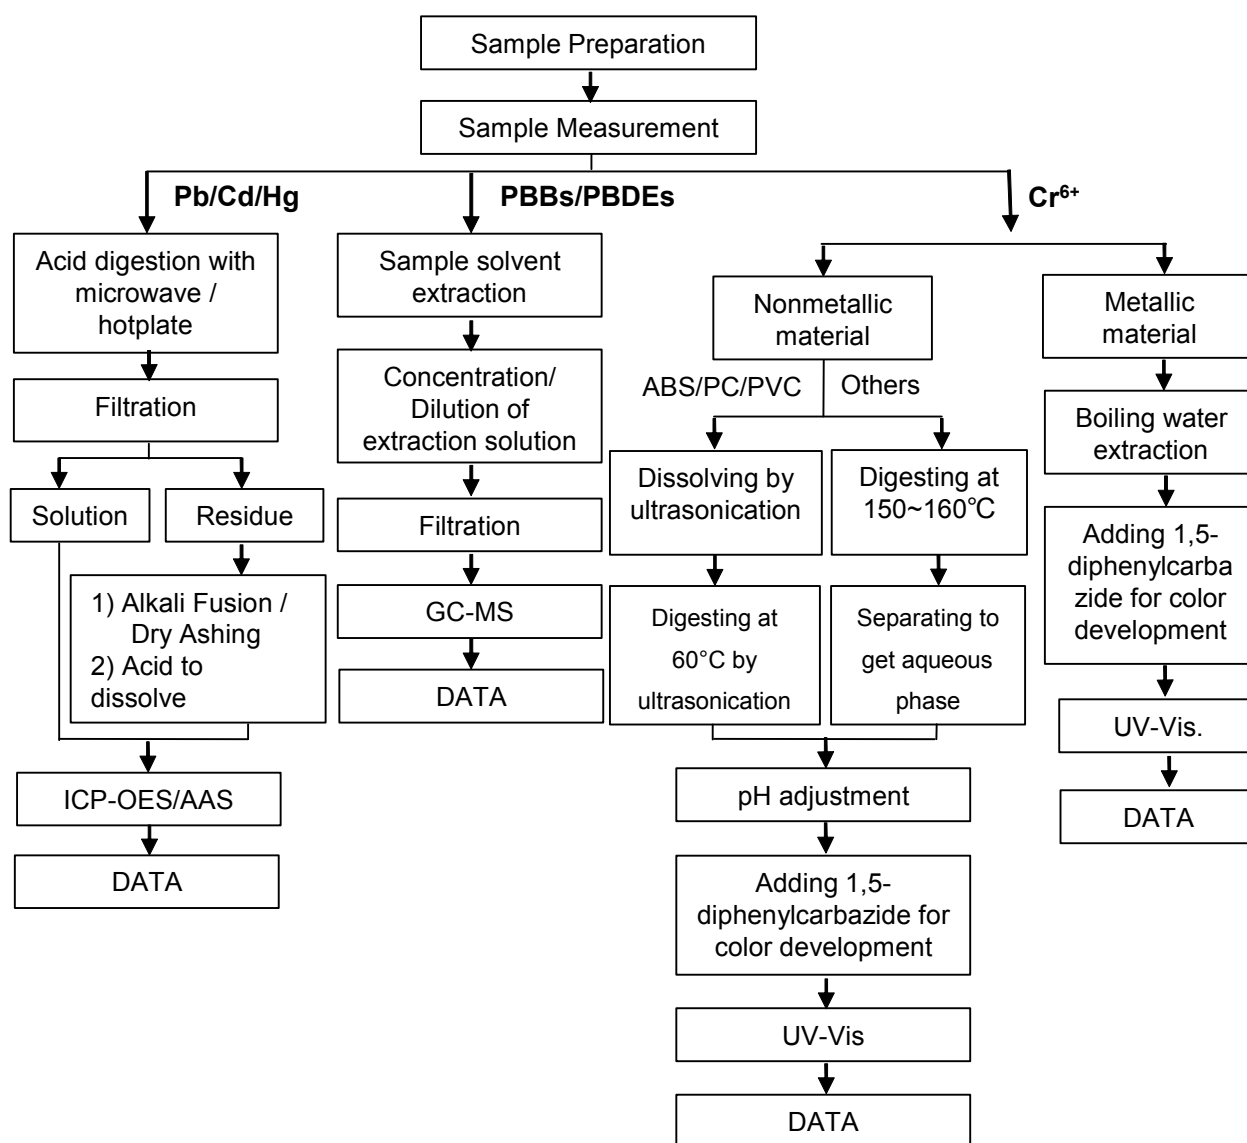 Sample Preparation
Sample Measurement
Pb/Cd/Hg
PBBs/PBDEs
Cr⁶⁺
Acid digestion with
microwave /
hotplate
Filtration
Solution
Residue
1) Alkali Fusion /
Dry Ashing
2) Acid to
dissolve
ICP-OES/AAS
DATA
Sample solvent
extraction
Concentration/
Dilution of
extraction solution
Filtration
GC-MS
DATA
Nonmetallic
material
ABS/PC/PVC
Others
Dissolving by
ultrasonication
Digesting at
60°C by
ultrasonication
Digesting at
150~160℃
Separating to
get aqueous
phase
pH adjustment
Adding 1,5-
diphenylcarbazide for
color development
UV-Vis
DATA
Metallic
material
Boiling water
extraction
Adding 1,5-
diphenylcarba
zide for color
development
UV-Vis.
DATA